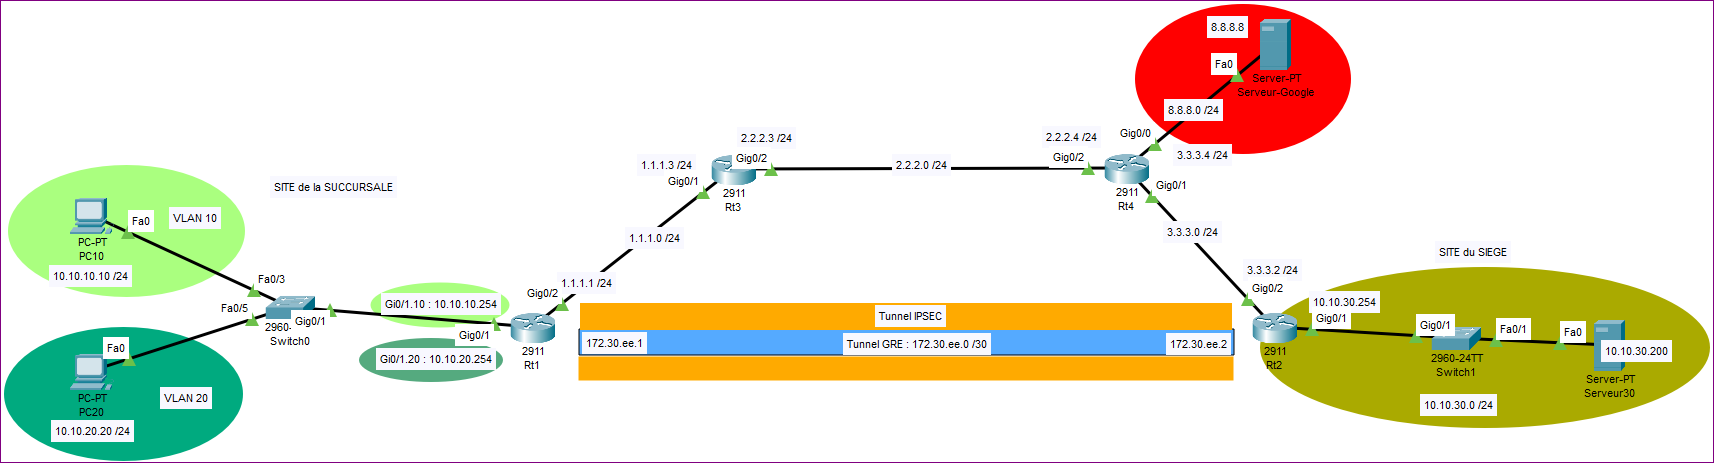 SITE de la SUCCURSALE
VLAN 10
Fa0
PC-PT
PC10
10.10.10.10 /24
Fa0/3
Fa0/5
2960-
Switch0
Gig0/1
Fa0
PC-PT
PC20
VLAN 20
10.10.20.20 /24
Gi0/1.10 : 10.10.10.254
Gig0/1
Gi0/1.20 : 10.10.20.254
2911
Rt1
Gig0/2
1.1.1.1 /24
1.1.1.0 /24
1.1.1.3 /24
Gig0/1
2.2.2.3 /24
Gig0/2
2911
Rt3
2.2.2.0 /24
2.2.2.4 /24
Gig0/2
Gig0/0
2911
Rt4
3.3.3.4 /24
Gig0/1
8.8.8.8
Fa0
Server-PT
Serveur-Google
8.8.8.0 /24
3.3.3.0 /24
3.3.3.2 /24
Gig0/2
Tunnel IPSEC
172.30.ee.1
Tunnel GRE : 172.30.ee.0 /30
172.30.ee.2
SITE du SIEGE
10.10.30.254
Gig0/1
2911
Rt2
Gig0/1
2960-24TT
Switch1
Fa0/1
Fa0
10.10.30.200
Server-PT
Serveur30
10.10.30.0 /24